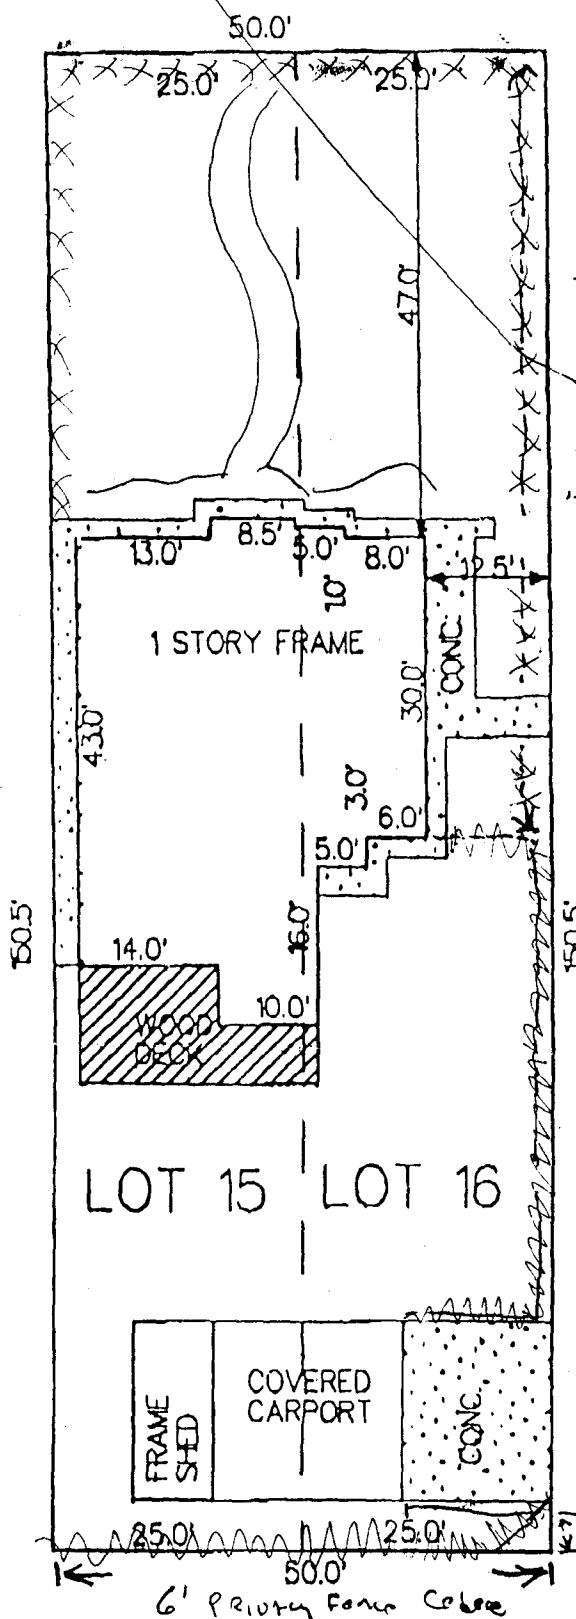 50.0'
25.0' 25.0'
47.0'
13.0' 8.5' 5.0' 8.0'
12.5'
1.0'
1 STORY FRAME
CONC.
30.0'
43.0'
3.0'
6.0'
5.0'
150.5'
16.0'
150.5'
14.0'
10.0'
WOOD
DECK
LOT 15 LOT 16
COVERED
CARPORT
FRAME
SHED
CONC.
25.0' 25.0'
50.0'
6' Privacy Fence